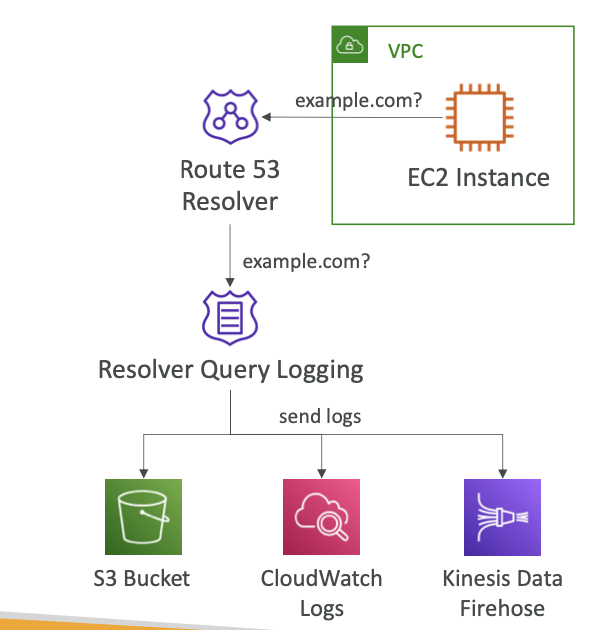 VPC
example.com?
Route 53
Resolver
EC2 Instance
example.com?
Resolver Query Logging
send logs
S3 Bucket
CloudWatch
Logs
Kinesis Data
Firehose